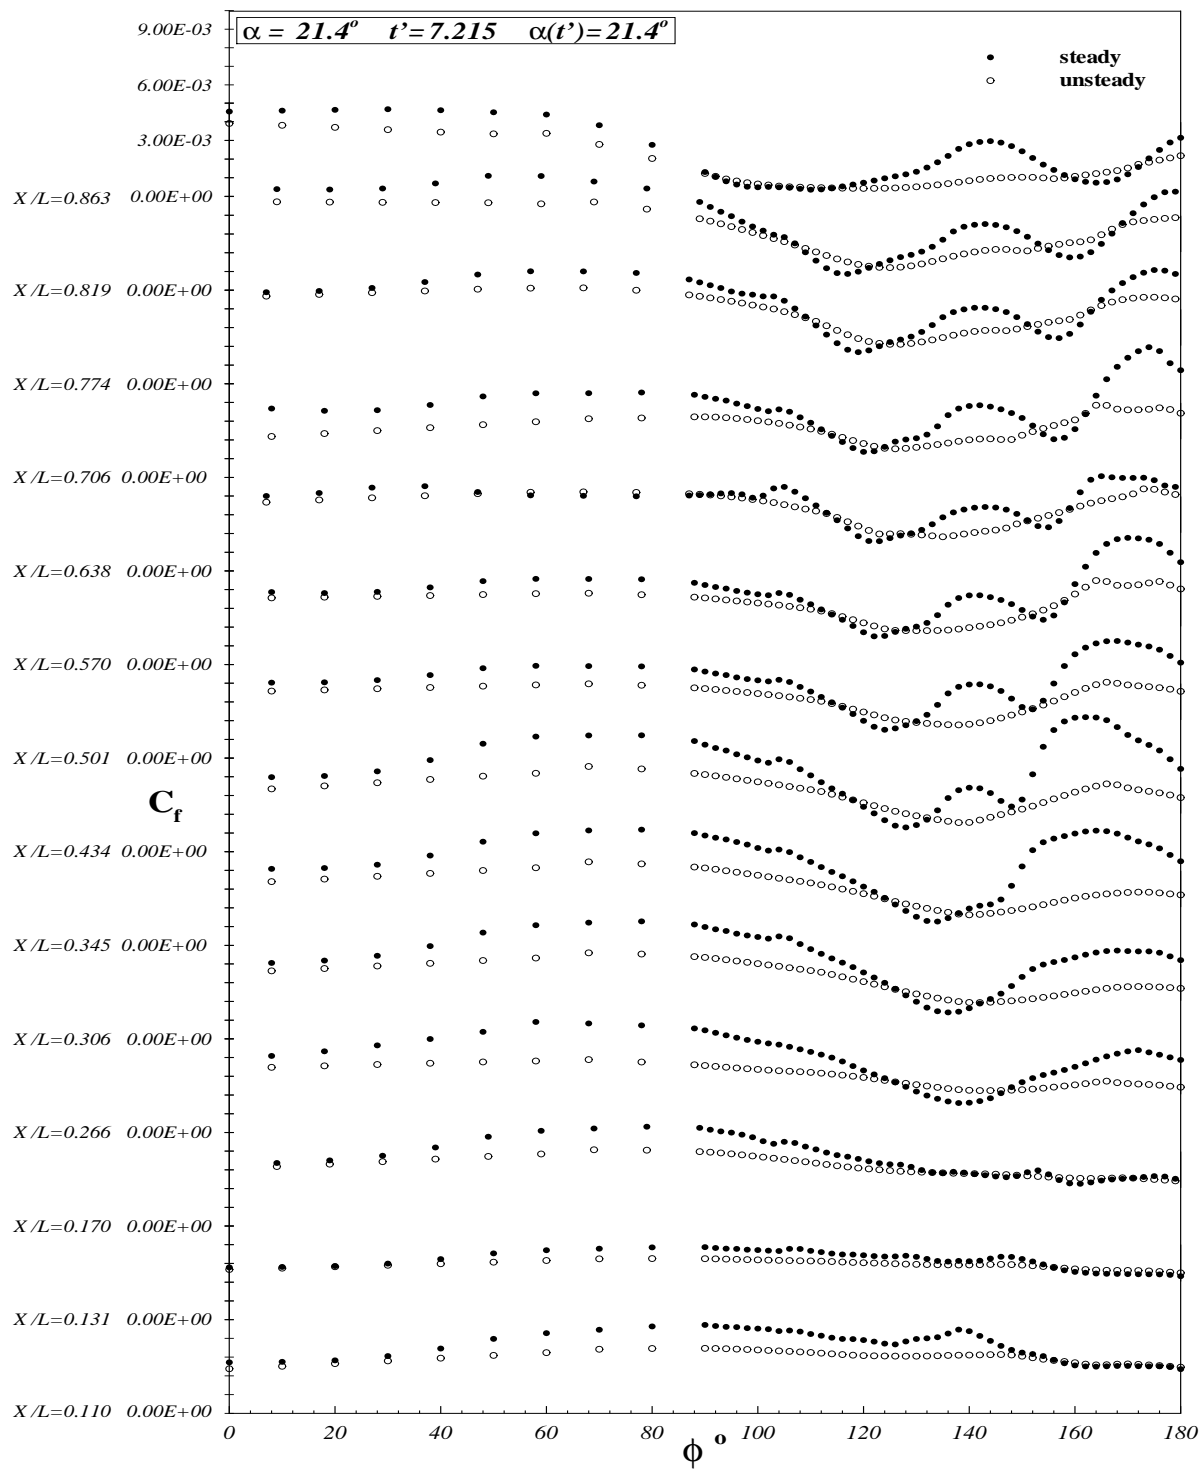 9.00E-03
α = 21.4° t'=7.215 α(t')=21.4°
steady
6.00E-03
unsteady
3.00E-03
X/L=0.863 0.00E+00
X/L=0.819 0.00E+00
X/L=0.774 0.00E+00
X/L=0.706 0.00E+00
X/L=0.638 0.00E+00
X/L=0.570 0.00E+00
X/L=0.501 0.00E+00
Cf
X/L=0.434 0.00E+00
X/L=0.345 0.00E+00
X/L=0.306 0.00E+00
X/L=0.266 0.00E+00
X/L=0.170 0.00E+00
X/L=0.131 0.00E+00
X/L=0.110 0.00E+00
0 20 40 60 80 100 120 140 160 180
ϕ °